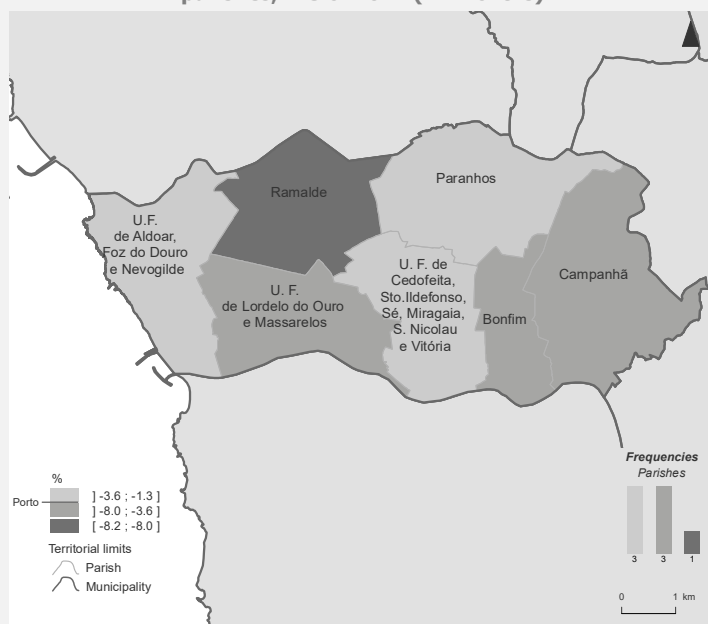 Ramalde
Paranhos
U.F.
de Aldoar,
Foz do Douro
e Nevogilde
U. F. de
Cedofeita,
Sto.Ildefonso,
Sé, Miragaia,
S. Nicolau
e Vitória
Campanhã
U. F.
de Lordelo do Ouro
e Massarelos
Bonfim
%
] -3.6 ; -1.3 ]
Porto
] -8.0 ; -3.6 ]
[ -8.2 ; -8.0 ]
Territorial limits
Parish
Municipality
Frequencies
Parishes
3 3 1
0 1 km